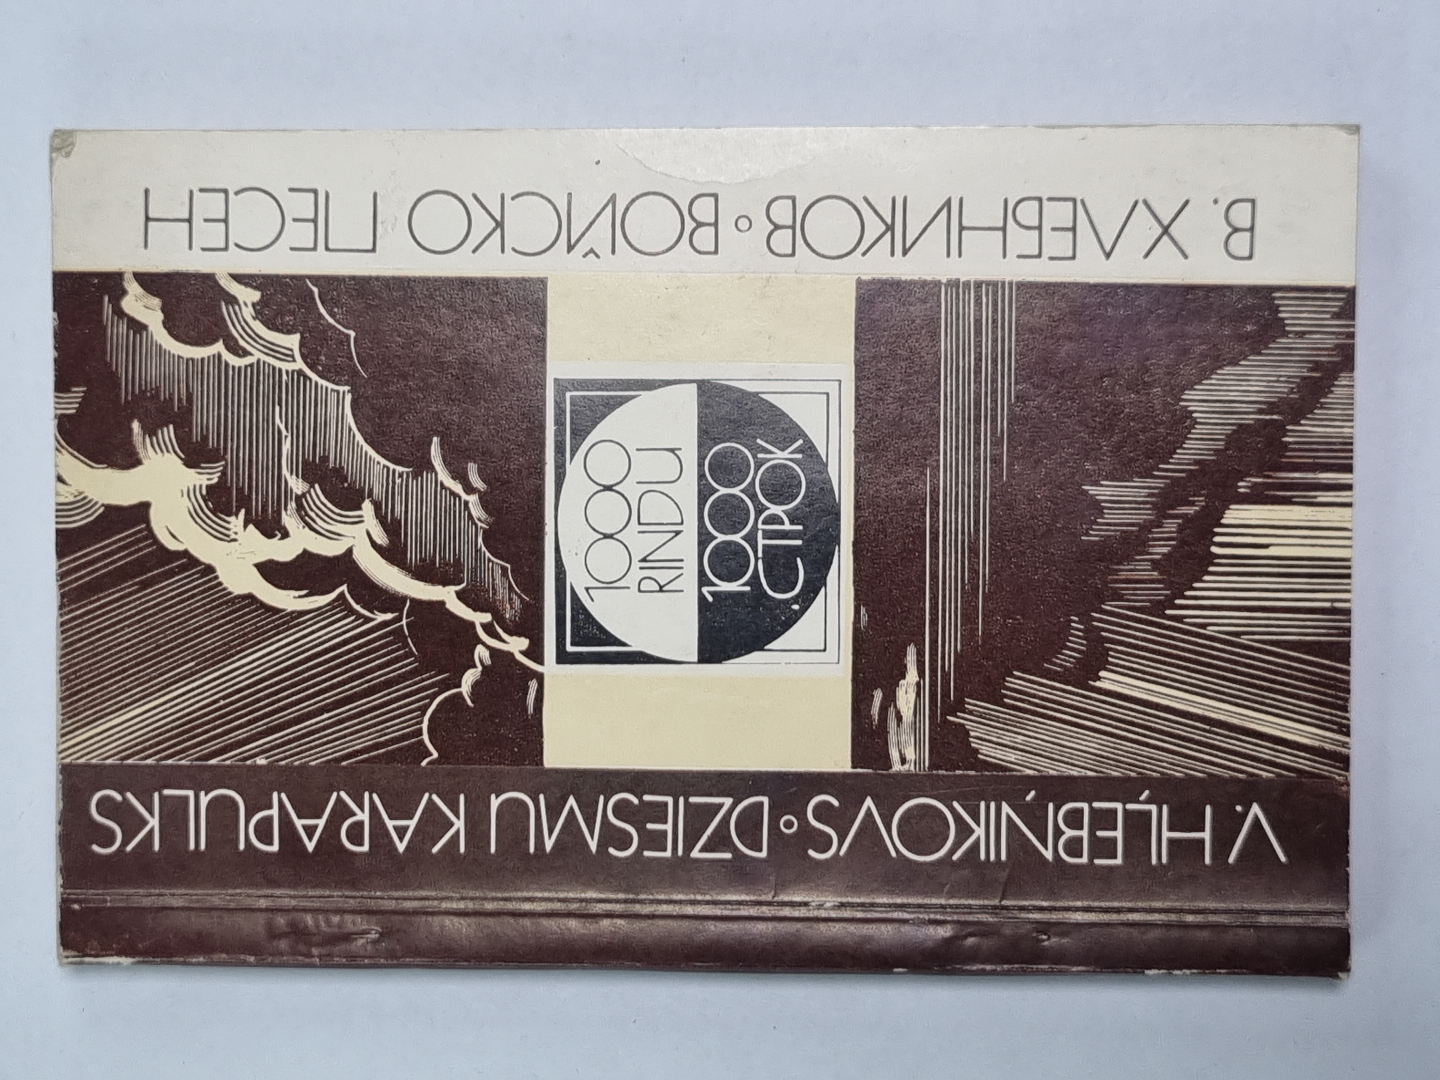 V. HĻEBŅIKOVS • DZIESMU KARAPULKS
1000
RINDU
1000
СТРОК
В. ХЛЕБНИКОВ • ВОЙСКО ПЕСЕН